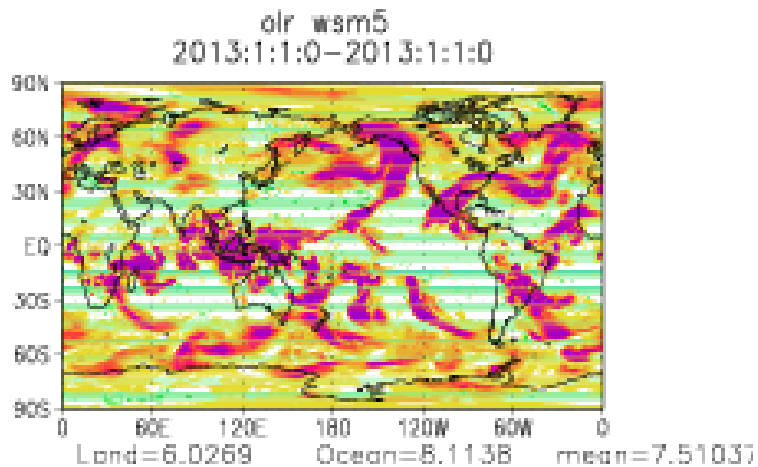 olr wsm5
2013:1:1:0-2013:1:1:0
90N
60N
30N
EQ
30S
60S
90S
0 60E 120E 180 120W 60W 0
Land=6.0269 Ocean=8.1138 mean=7.51037